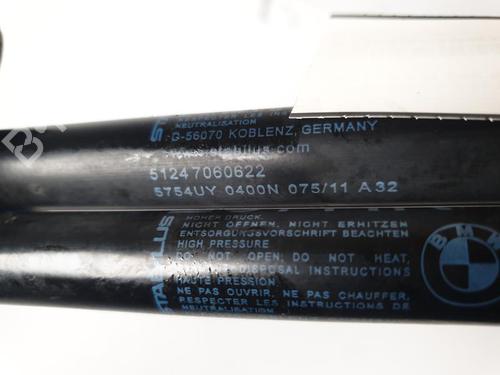 NEUTRALISATION
D-56070 KOBLENZ, GERMANY
51247060622
5754UY 0400N 075/11 A32
STABILUS
HOHER DRUCK.
NICHT ÖFFNEN. NICHT ERHITZEN
ENTSORGUNGSVORSCHRIFT BEACHTEN
HIGH PRESSURE
DO NOT OPEN. DO NOT HEAT.
DISPOSAL INSTRUCTIONS
HAUTE PRESSION
NE PAS OUVRIR. NE PAS CHAUFFER.
RESPECTER LES INSTRUCTIONS DE
NEUTRALISATION
BMW